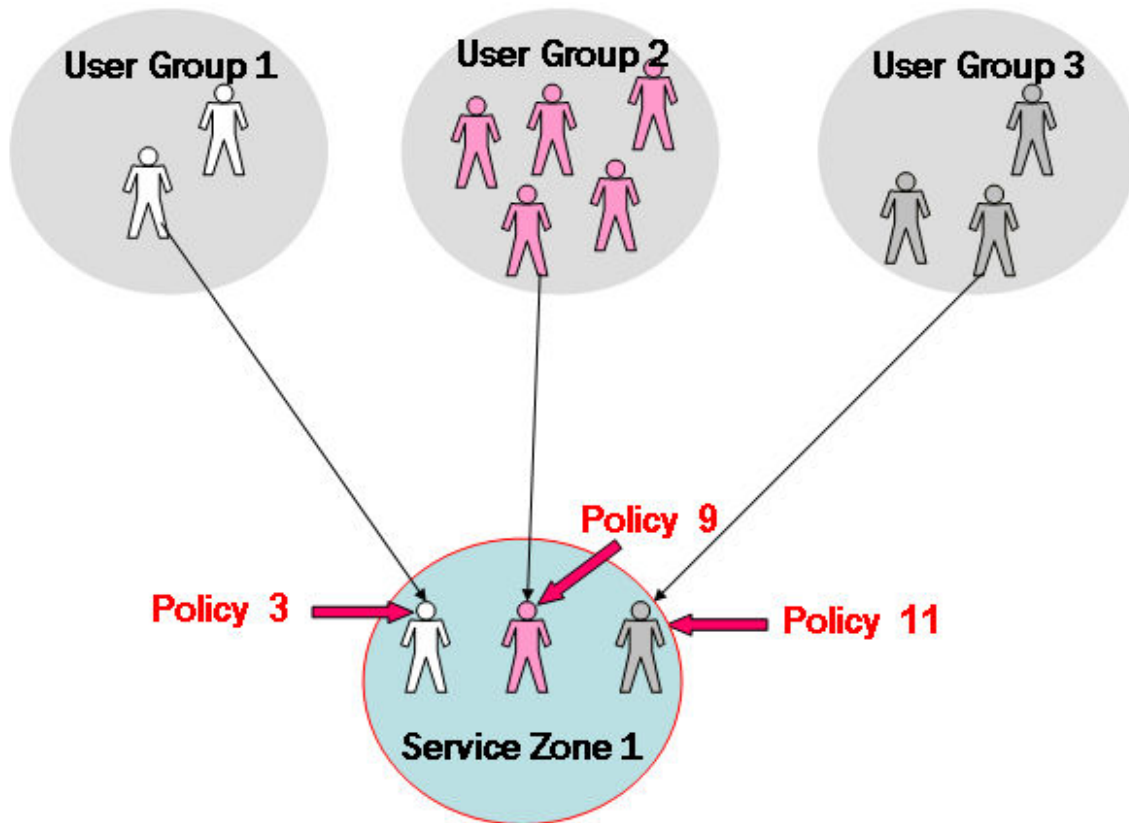 User Group 1
User Group 2
User Group 3
Policy 9
Policy 3
Policy 11
Service Zone 1